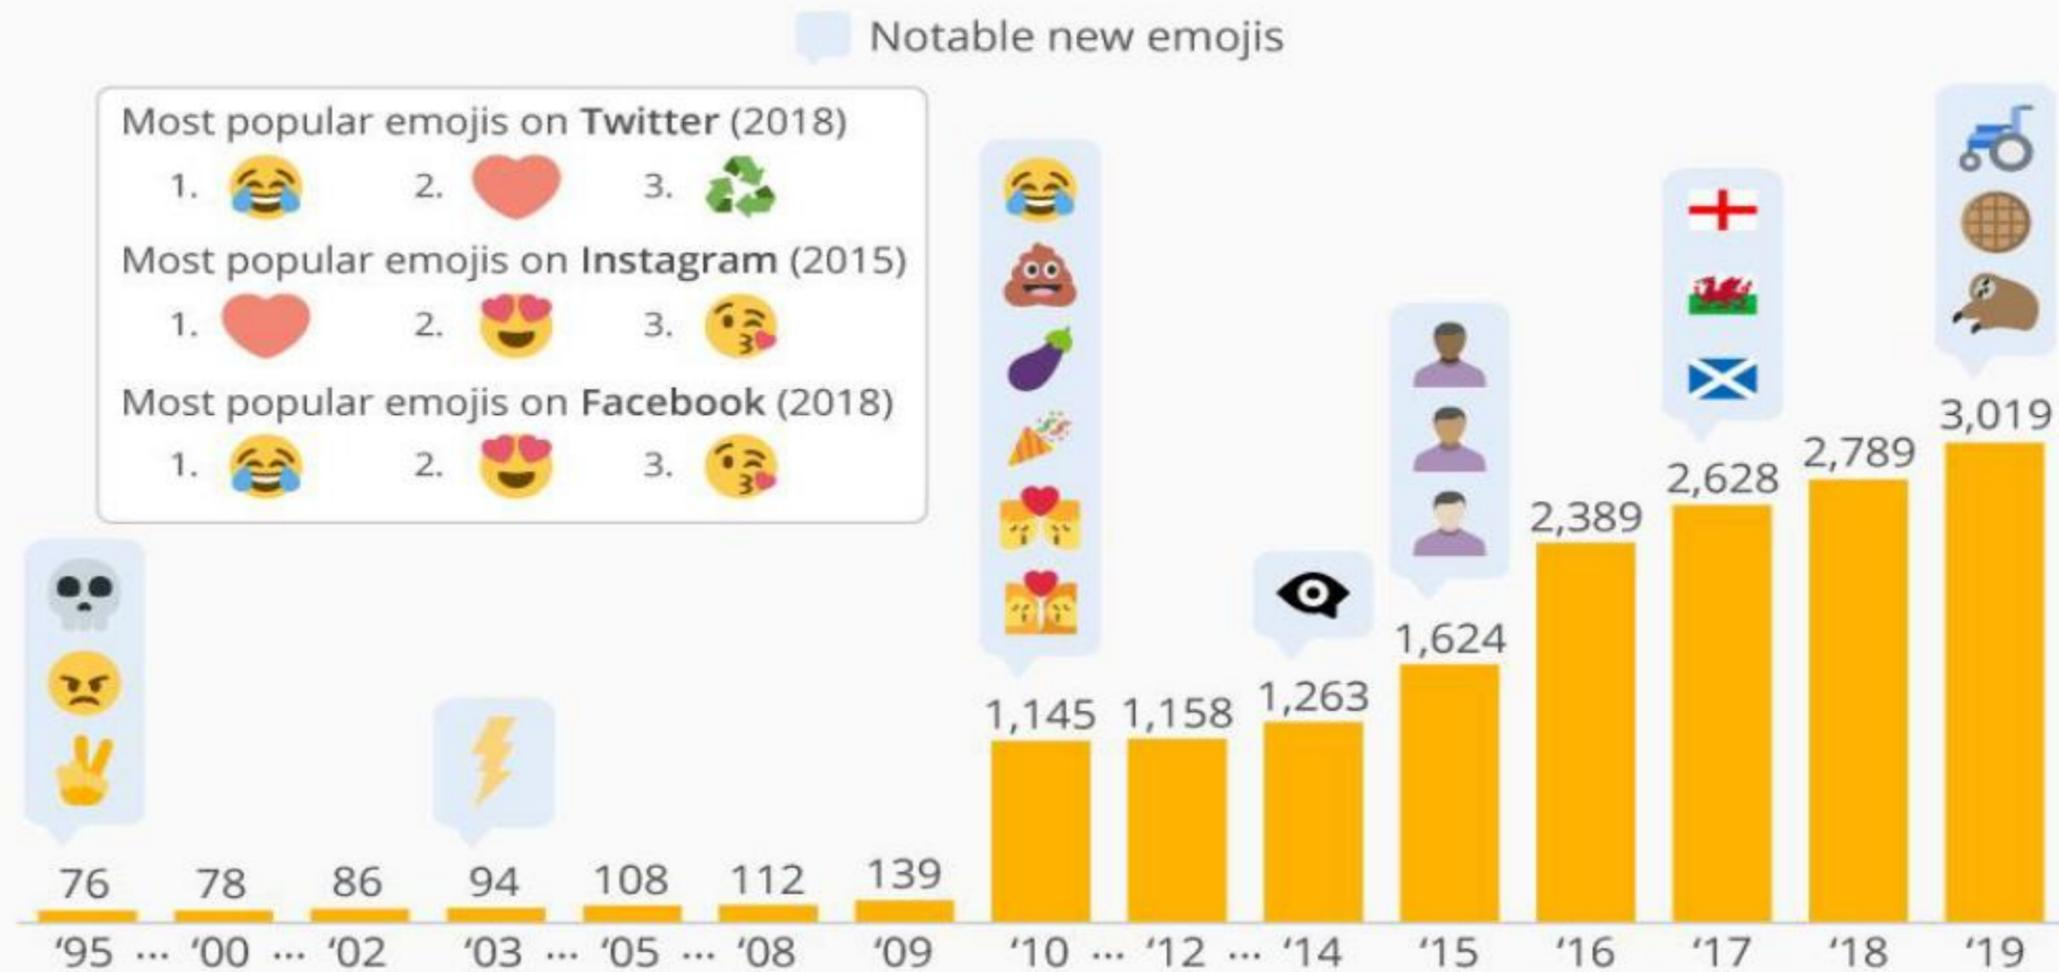 Notable new emojis
Most popular emojis on Twitter (2018)
1. 2. 3.
Most popular emojis on Instagram (2015)
1. 2. 3.
Most popular emojis on Facebook (2018)
1. 2. 3.
76 78 86 94 108 112 139 1,145 1,158 1,263 1,624 2,389 2,628 2,789 3,019
‘95 ... ‘00 ... ‘02 ‘03 ... ‘05 ... ‘08 ‘09 ‘10 ... ‘12 ... ‘14 ‘15 ‘16 ‘17 ‘18 ‘19